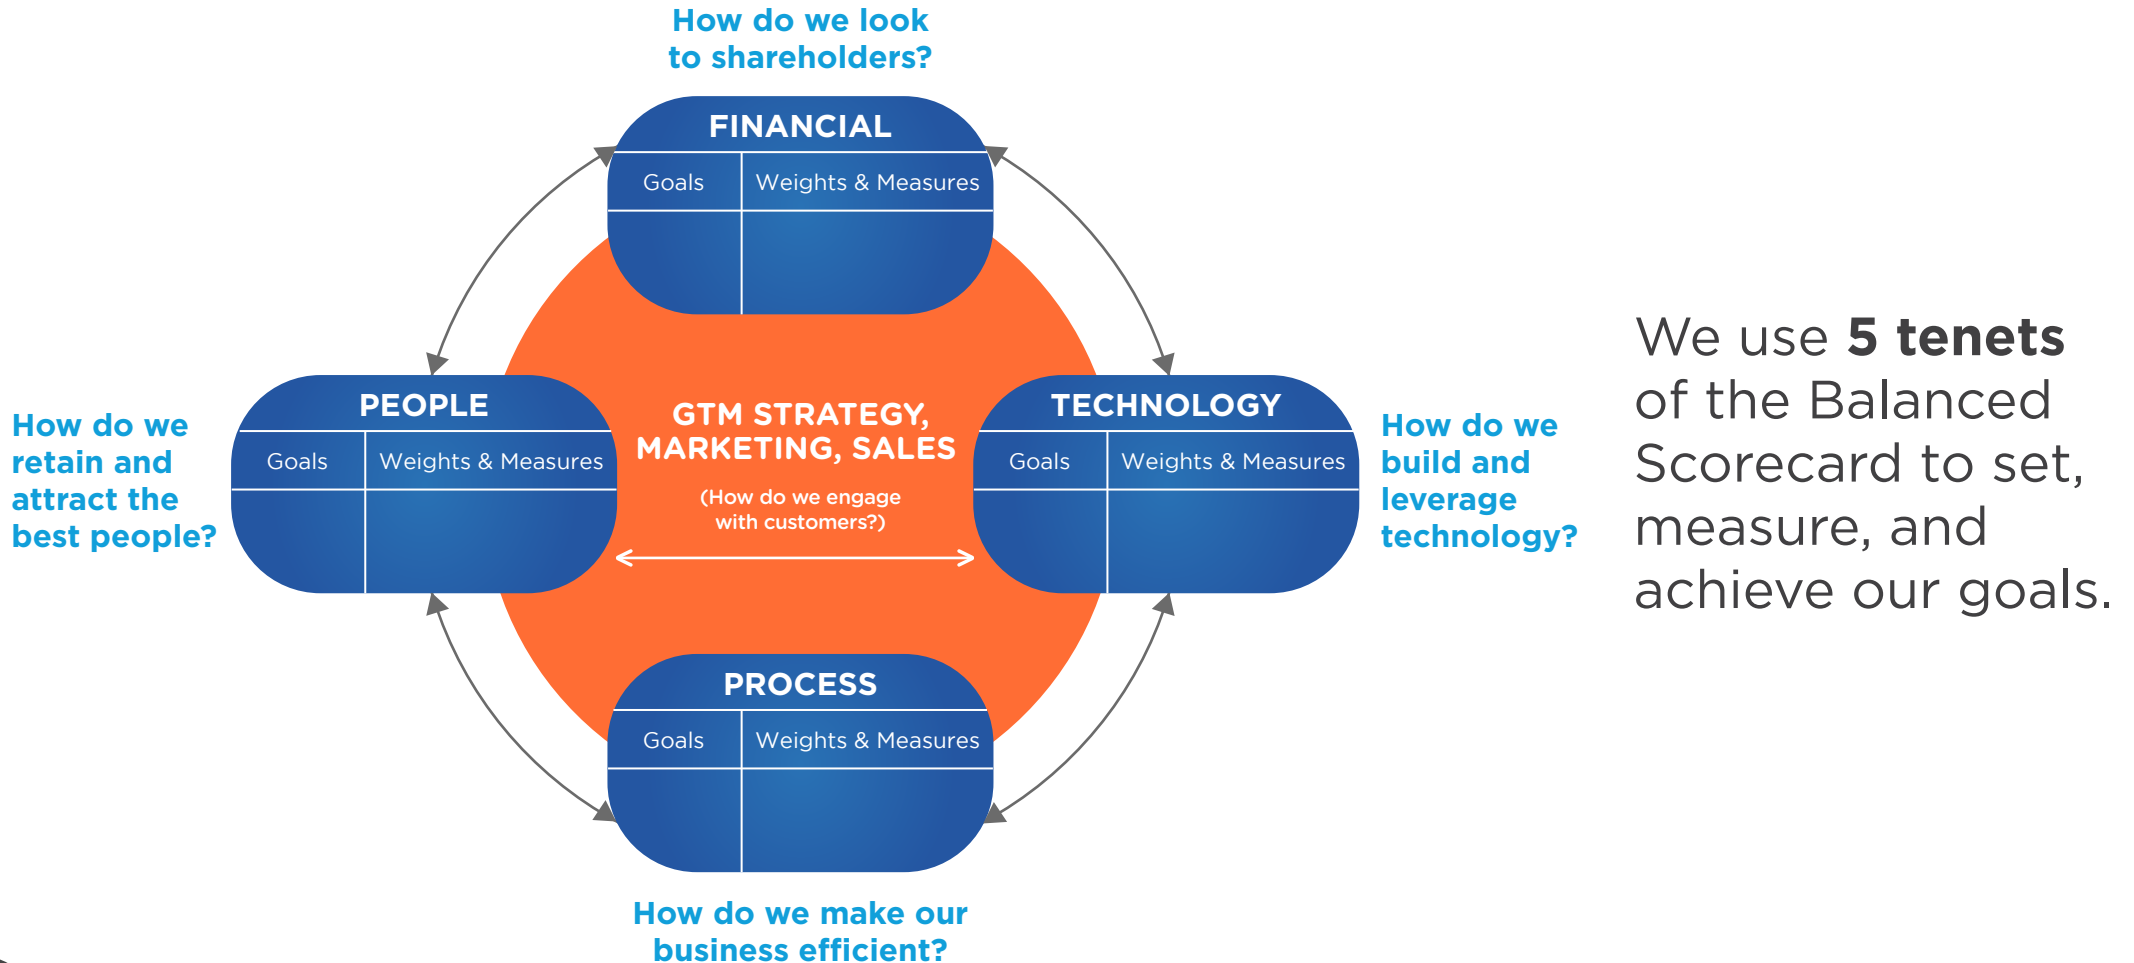 How do we look
to shareholders?
FINANCIAL
Goals
Weights & Measures
How do we
retain and
attract the
best people?
PEOPLE
Goals
Weights & Measures
GTM STRATEGY,
MARKETING, SALES
(How do we engage
with customers?)
TECHNOLOGY
Goals
Weights & Measures
How do we
build and
leverage
technology?
PROCESS
Goals
Weights & Measures
How do we make our
business efficient?
We use 5 tenets
of the Balanced
Scorecard to set,
measure, and
achieve our goals.